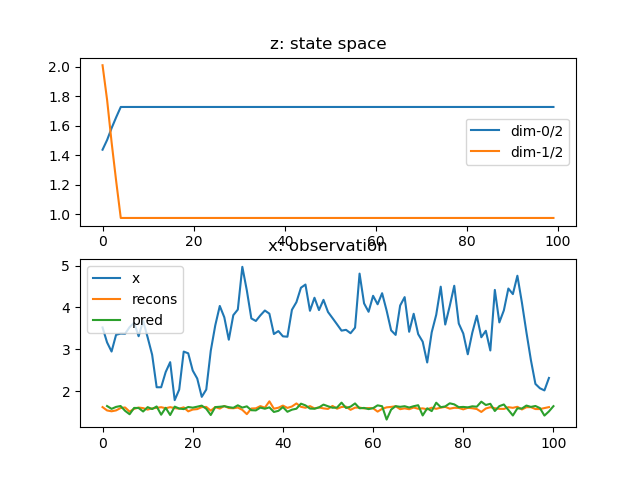 z: state space
2.0
1.8
1.6
1.4
1.2
1.0
dim-0/2
dim-1/2
0 20 40 60 80 100
x: observation
5
4
3
2
x
recons
pred
0 20 40 60 80 100